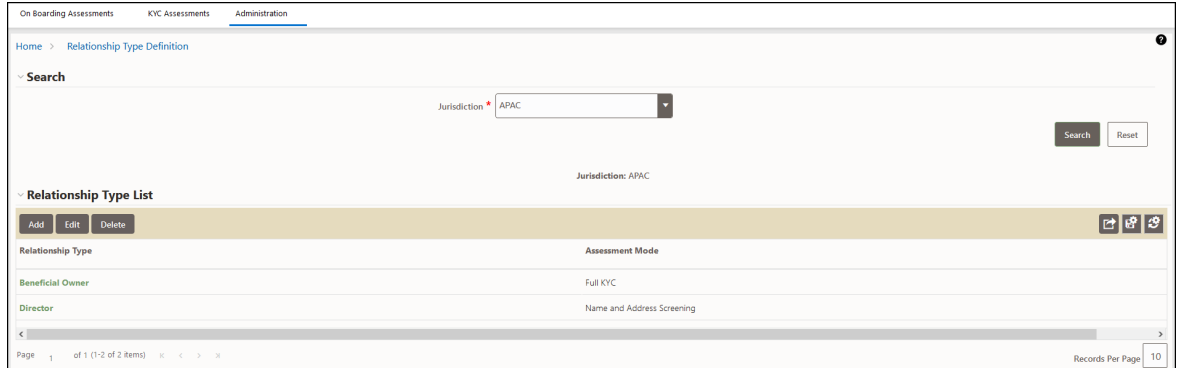 On Boarding Assessments KYC Assessments Administration
Home > Relationship Type Definition
Search
Jurisdiction * APAC
Search Reset
Jurisdiction: APAC
Relationship Type List
Add Edit Delete
Relationship Type Assessment Mode
Beneficial Owner Full KYC
Director Name and Address Screening
Page 1 of 1 (1-2 of 2 items) Records Per Page 10